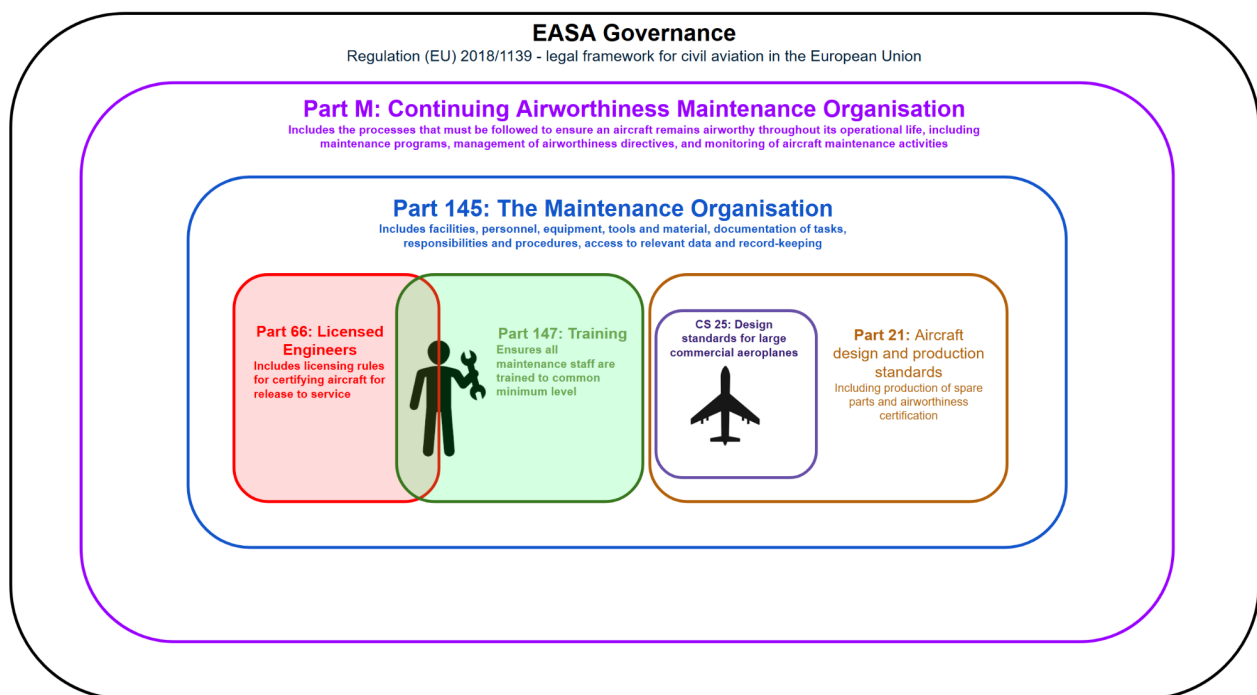 EASA Governance
Regulation (EU) 2018/1139 - legal framework for civil aviation in the European Union
Part M: Continuing Airworthiness Maintenance Organisation
Includes the processes that must be followed to ensure an aircraft remains airworthy throughout its operational life, including
maintenance programs, management of airworthiness directives, and monitoring of aircraft maintenance activities
Part 145: The Maintenance Organisation
Includes facilities, personnel, equipment, tools and material, documentation of tasks,
responsibilities and procedures, access to relevant data and record-keeping
Part 66: Licensed
Engineers
Includes licensing rules
for certifying aircraft for
release to service
Part 147: Training
Ensures all
maintenance staff are
trained to common
minimum level
CS 25: Design
standards for large
commercial aeroplanes
Part 21: Aircraft
design and production
standards
Including production of spare
parts and airworthiness
certification